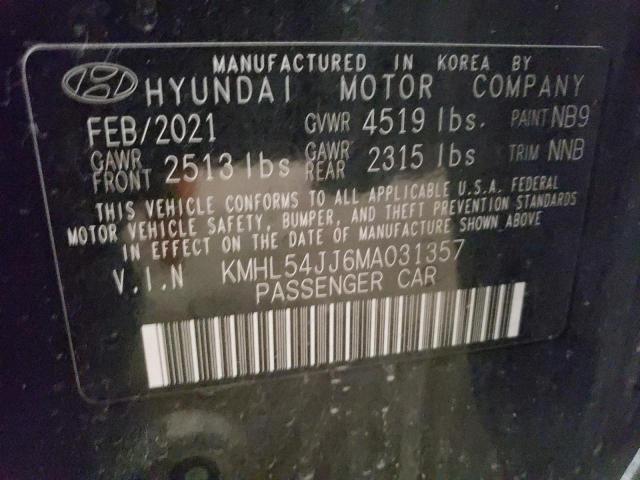 MANUFACTURED IN KOREA BY
HYUNDAI MOTOR COMPANY
FEB/2021 GVWR 4519 lbs. PAINT NB9
GAWR FRONT 2513 lbs GAWR REAR 2315 lbs TRIM NNB
THIS VEHICLE CONFORMS TO ALL APPLICABLE U.S.A. FEDERAL
MOTOR VEHICLE SAFETY, BUMPER, AND THEFT PREVENTION STANDARDS
IN EFFECT ON THE DATE OF MANUFACTURE SHOWN ABOVE
V.I.N KMHL54JJ6MA031357
PASSENGER CAR